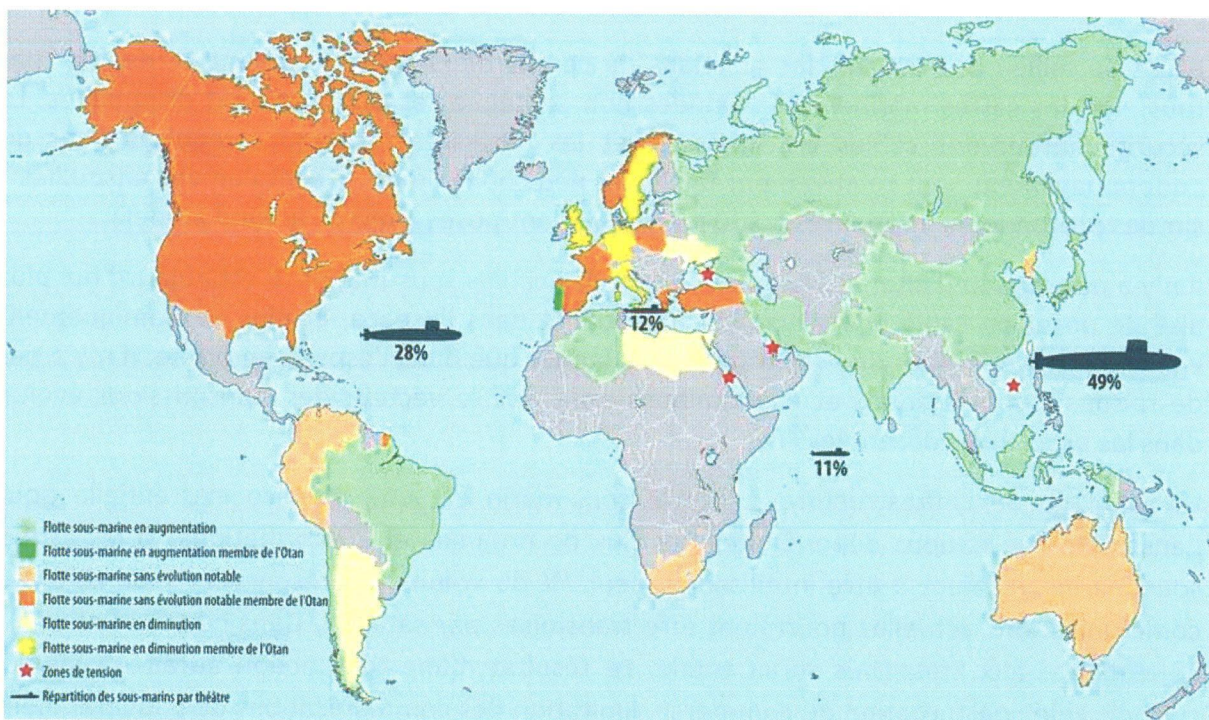 12%
28%
49%
11%
Flotte sous-marine en augmentation
Flotte sous-marine en augmentation membre de l'Otan
Flotte sous-marine sans évolution notable
Flotte sous-marine sans évolution notable membre de l'Otan
Flotte sous-marine en diminution
Flotte sous-marine en diminution membre de l'Otan
Zones de tension
Répartition des sous-marins par théâtre